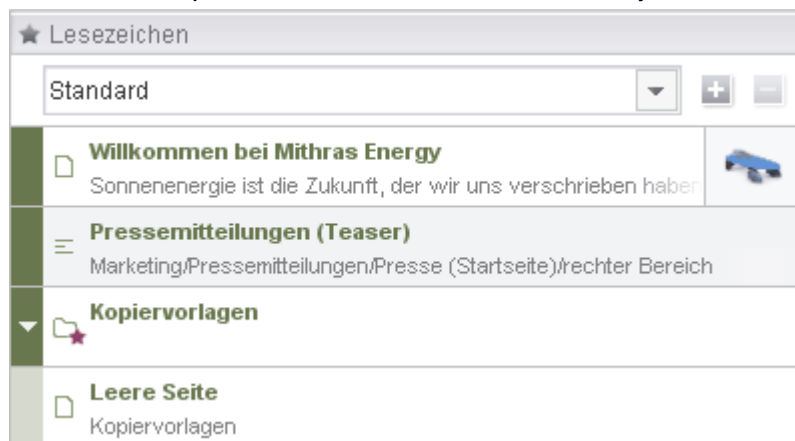 Lesezeichen
Standard
Willkommen bei Mithras Energy
Sonnenenergie ist die Zukunft, der wir uns verschrieben haben
Pressemitteilungen (Teaser)
Marketing/Pressemitteilungen/Presse (Startseite)/rechter Bereich
Kopiervorlagen
Leere Seite
Kopiervorlagen